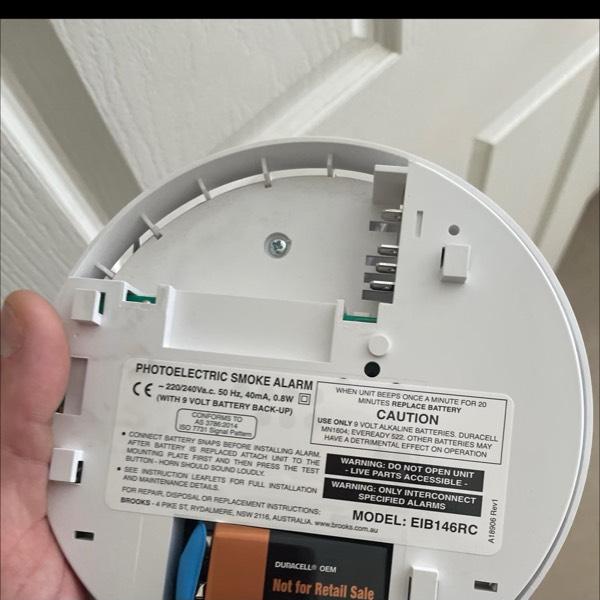 PHOTOELECTRIC SMOKE ALARM
CE ~ 220/240Va.c. 50 Hz, 40mA, 0.8W
(WITH 9 VOLT BATTERY BACK-UP)
CONFORMS TO
AS 3786:2014
ISO 7731 Signal Pattern
• CONNECT BATTERY SNAPS BEFORE INSTALLING ALARM.
AFTER BATTERY IS REPLACED ATTACH UNIT TO THE
MOUNTING PLATE FIRST AND THEN PRESS THE TEST
BUTTON - HORN SHOULD SOUND LOUDLY.
• SEE INSTRUCTION LEAFLETS FOR FULL INSTALLATION
AND MAINTENANCE DETAILS.
FOR REPAIR, DISPOSAL OR REPLACEMENT INSTRUCTIONS:
BROOKS - 4 PIKE ST, RYDALMERE, NSW 2116, AUSTRALIA. www.brooks.com.au
WHEN UNIT BEEPS ONCE A MINUTE FOR 20
MINUTES REPLACE BATTERY
CAUTION
USE ONLY 9 VOLT ALKALINE BATTERIES. DURACELL
MN1604; EVEREADY 522. OTHER BATTERIES MAY
HAVE A DETRIMENTAL EFFECT ON OPERATION
WARNING: DO NOT OPEN UNIT
- LIVE PARTS ACCESSIBLE -
WARNING: ONLY INTERCONNECT
SPECIFIED ALARMS
MODEL: EIB146RC
A18906 Rev1
DURACELL® OEM
Not for Retail Sale